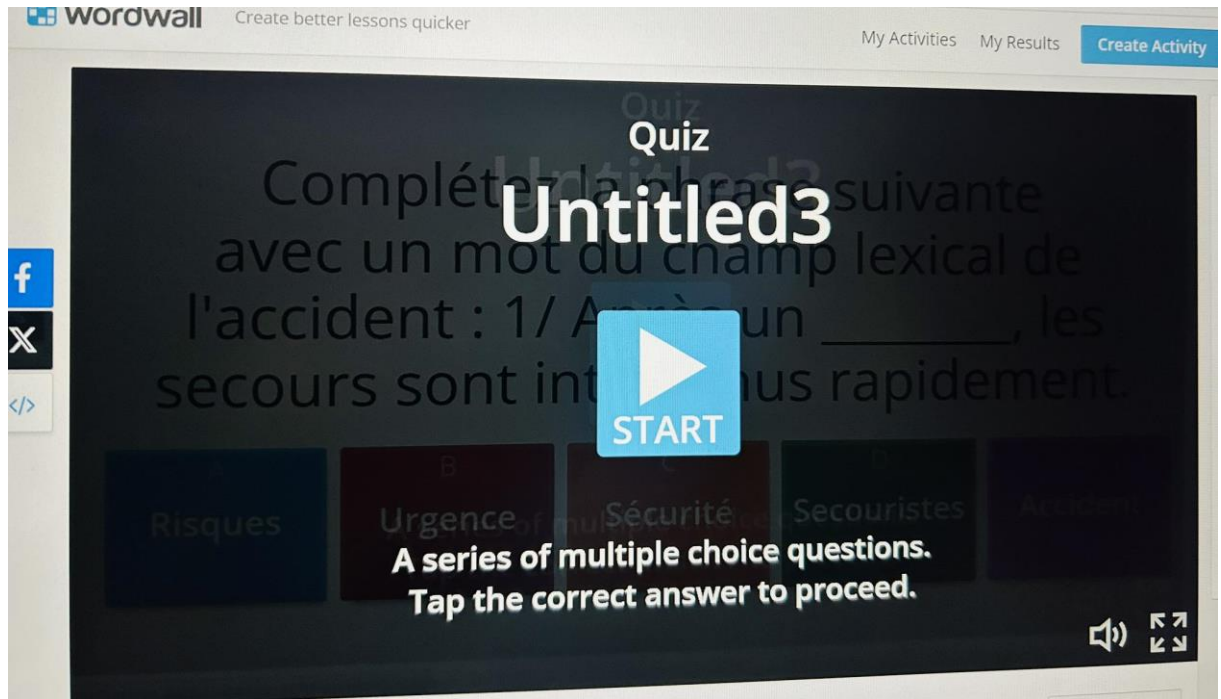 Wordwall Create better lessons quicker
My Activities My Results Create Activity
Quiz
Quiz
Untitled3
Complétez la phrase suivante
avec un mot du champ lexical de
l'accident : 1/ Après un _______, les
secours sont rapidement.
f
X
</>
START
A
B
C
D
Risques
Urgence
Sécurité
Secouristes
Accident
A series of multiple choice questions.
Tap the correct answer to proceed.